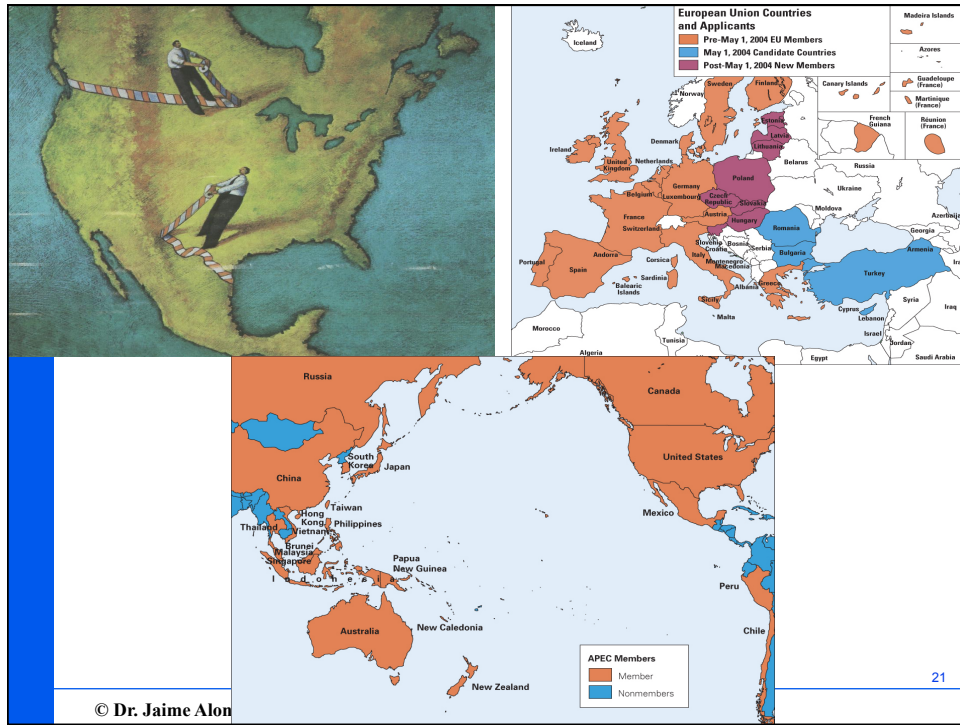 European Union Countries
and Applicants
Pre-May 1, 2004 EU Members
May 1, 2004 Candidate Countries
Post-May 1, 2004 New Members
Madeira Islands
Azores
Canary Islands
Guadeloupe
(France)
Martinique
(France)
French
Guiana
Réunion
(France)
Iceland
Norway
Sweden
Finland
Estonia
Latvia
Lithuania
Denmark
Ireland
United
Kingdom
Netherlands
Belarus
Russia
Poland
Germany
Belgium
Luxembourg
Czech
Republic
Slovakia
Ukraine
Moldova
France
Switzerland
Austria
Hungary
Romania
Azerbaija
Georgia
Armenia
Slovenia
Croatia
Bosnia
Serbia
Montenegro
Macedonia
Bulgaria
Andorra
Italy
Corsica
Sardinia
Portugal
Spain
Balearic
Islands
Albania
Greece
Turkey
Ira
Sicily
Malta
Cyprus
Syria
Iraq
Lebanon
Israel
Jordan
Morocco
Algeria
Tunisia
Egypt
Saudi Arabia
Russia
Canada
South
Korea
Japan
China
United States
Taiwan
Hong
Kong
Mexico
Thailand
Vietnam
Philippines
Brunei
Malaysia
Singapore
Indonesia
Papua
New Guinea
Peru
Australia
New Caledonia
Chile
New Zealand
APEC Members
Member
Nonmembers
21
© Dr. Jaime Alon